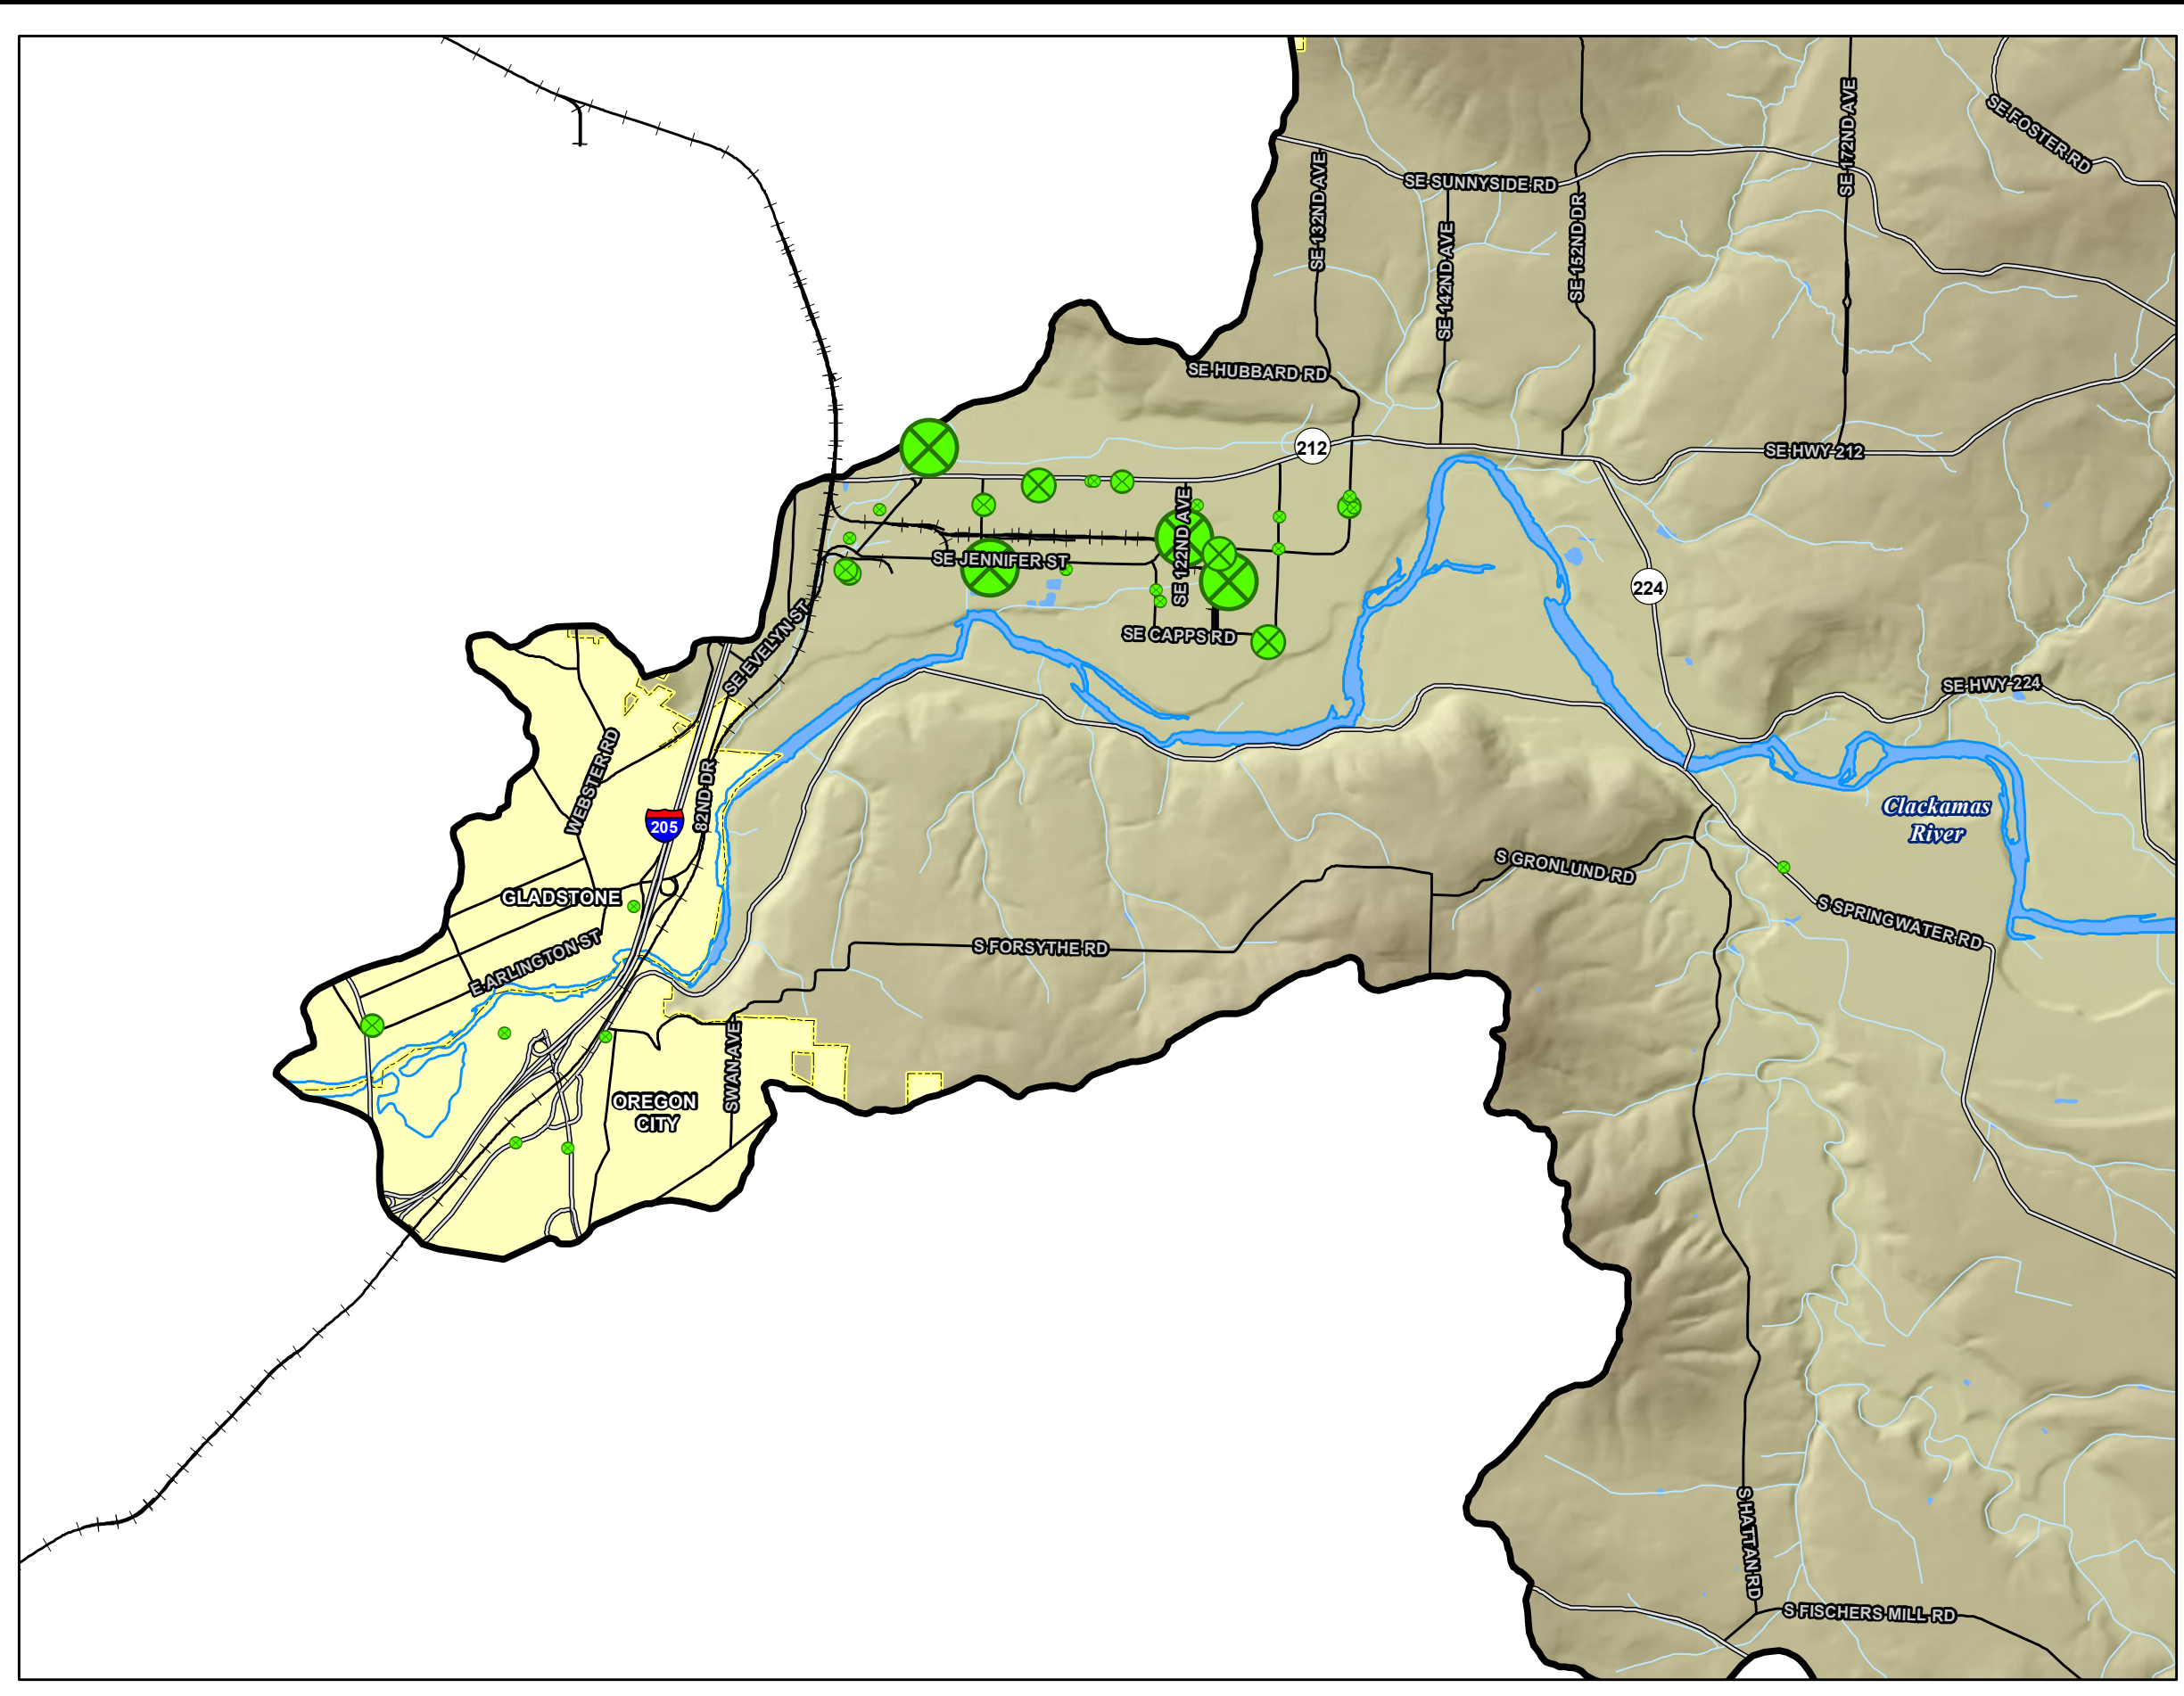 SE 172ND AVE
SE FOSTER RD
SE SUNNYSIDE RD
SE 132ND AVE
SE 142ND AVE
SE 152ND DR
SE HUBBARD RD
212
SE HWY 212
SE JENNIFER ST
SE 122ND AVE
224
SE EVELYN ST
SE CAPPS RD
SE HWY 224
WEBSTER RD
82ND DR
205
Clackamas
River
S GRONLUND RD
GLADSTONE
S SPRINGWATER RD
E ARLINGTON ST
S FORSYTHE RD
SWAN AVE
OREGON
CITY
S HATTAN RD
S FISCHERS MILL RD